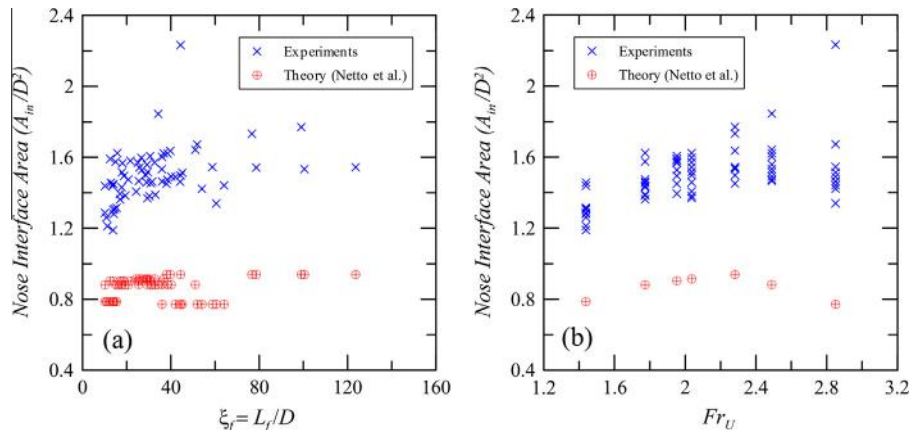 2.4
2
1.6
1.2
0.8
0.4
Nose Interface Area (A_in/D²)
Experiments
Theory (Netto et al.)
(a)
0 40 80 120 160
ξ_f = L_f/D
2.4
2
1.6
1.2
0.8
0.4
Nose Interface Area (A_in/D²)
Experiments
Theory (Netto et al.)
(b)
1.2 1.6 2 2.4 2.8 3.2
Fr_U